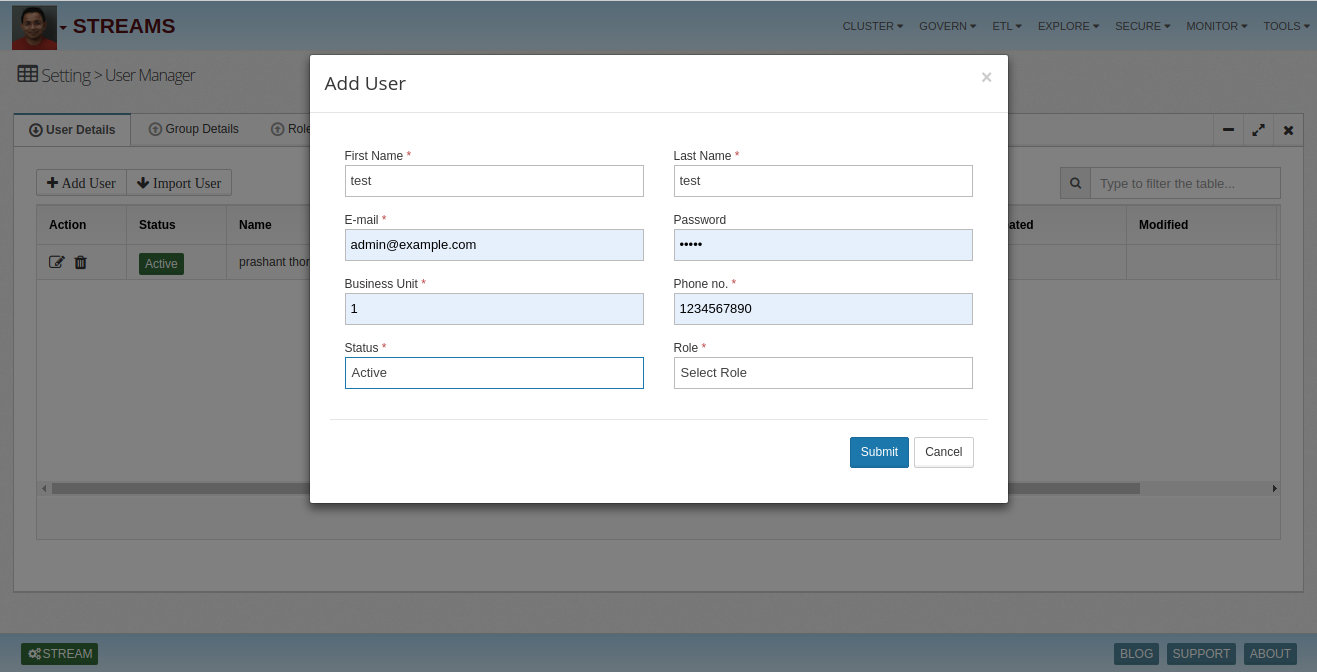 STREAMS
CLUSTER GOVERN ETL EXPLORE SECURE MONITOR TOOLS
Setting > User Manager
Add User ×
User Details Group Details
Add User Import User
Type to filter the table...
Action Status Name Modified
Active prashant
First Name * Last Name *
test test
E-mail * Password
admin@example.com •••••
Business Unit * Phone no. *
1 1234567890
Status * Role *
Active Select Role
Submit Cancel
STREAM BLOG SUPPORT ABOUT